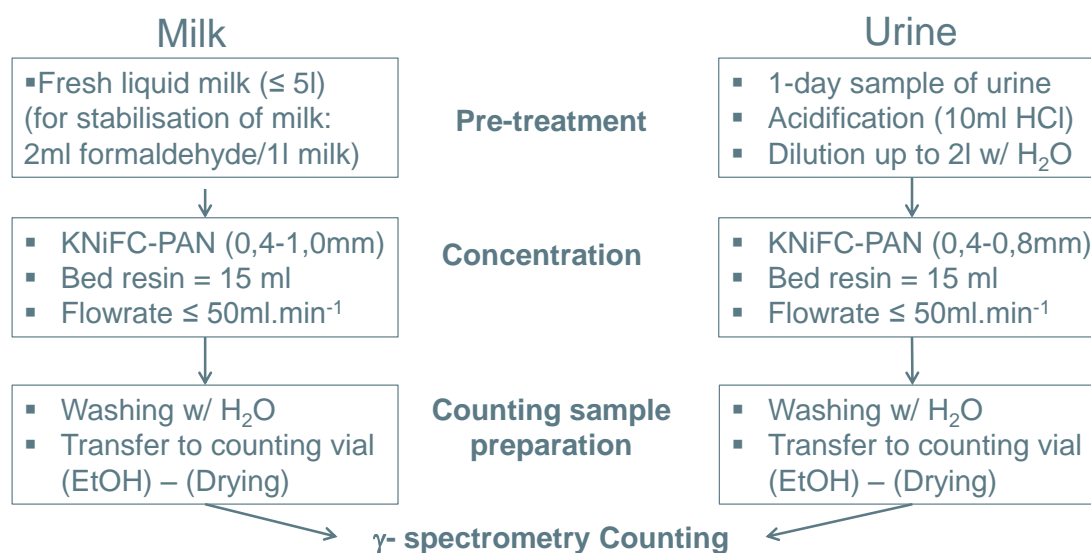 Milk
▪Fresh liquid milk (≤ 5l)
(for stabilisation of milk:
2ml formaldehyde/1l milk)
▪ KNiFC-PAN (0,4-1,0mm)
▪ Bed resin = 15 ml
▪ Flowrate ≤ 50ml.min⁻¹
▪ Washing w/ H₂O
▪ Transfer to counting vial
(EtOH) – (Drying)
Pre-treatment
Concentration
Counting sample
preparation
Urine
▪ 1-day sample of urine
▪ Acidification (10ml HCl)
▪ Dilution up to 2l w/ H₂O
▪ KNiFC-PAN (0,4-0,8mm)
▪ Bed resin = 15 ml
▪ Flowrate ≤ 50ml.min⁻¹
▪ Washing w/ H₂O
▪ Transfer to counting vial
(EtOH) – (Drying)
γ- spectrometry Counting